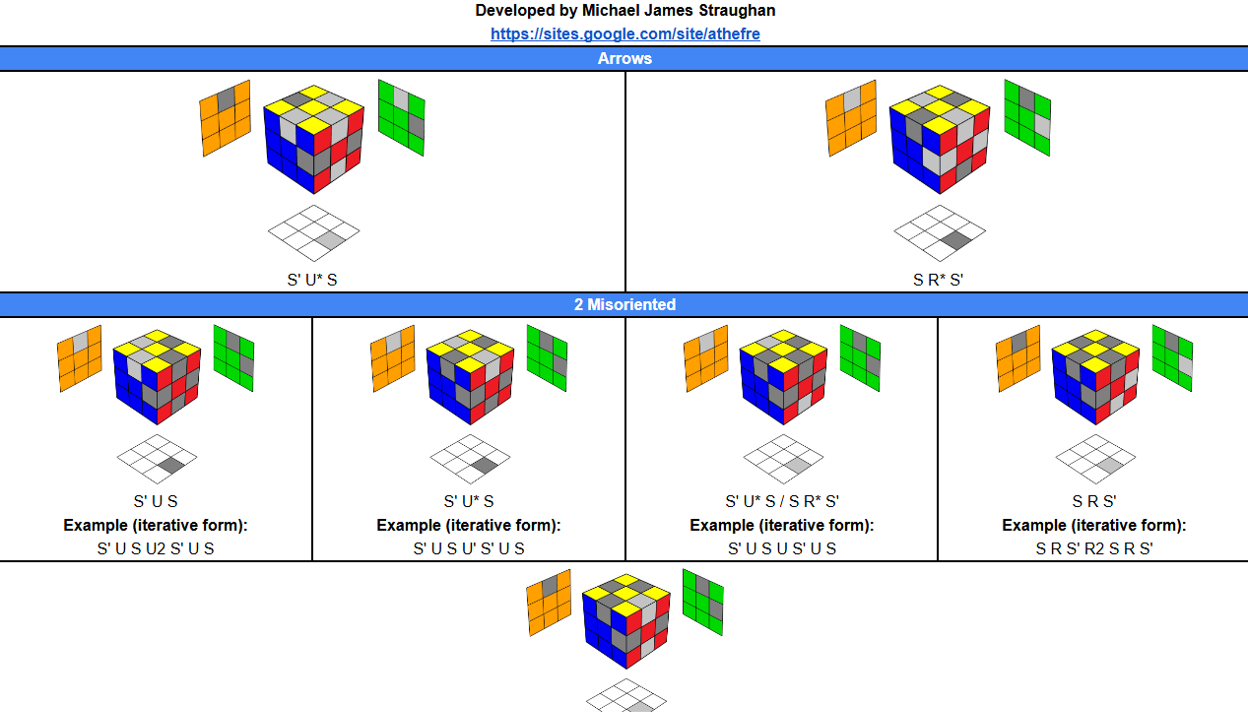 Developed by Michael James Straughan
https://sites.google.com/site/athefre
Arrows
S' U* S
S R* S'
2 Misoriented
S' U S
Example (iterative form):
S' U S U2 S' U S
S' U* S
Example (iterative form):
S' U S U' S' U S
S' U* S / S R* S'
Example (iterative form):
S' U S U S' U S
S R S'
Example (iterative form):
S R S' R2 S R S'